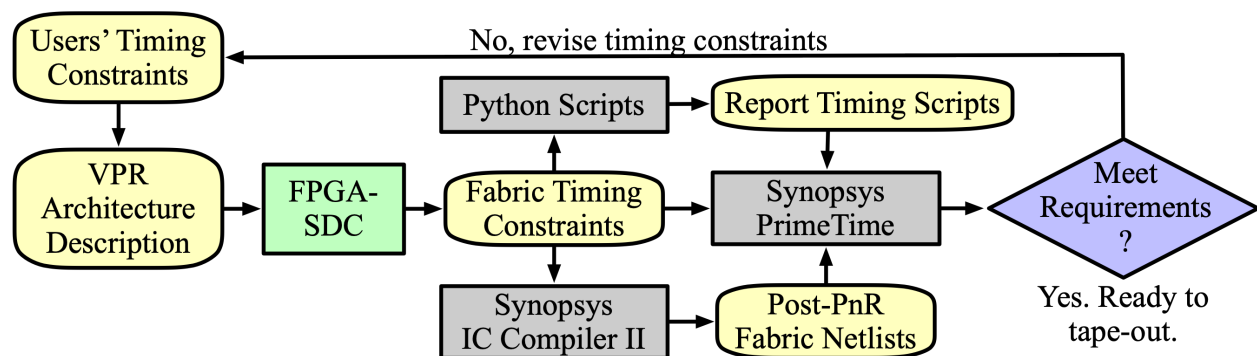 Users' Timing
Constraints
No, revise timing constraints
Python Scripts
Report Timing Scripts
VPR
Architecture
Description
FPGA-
SDC
Fabric Timing
Constraints
Synopsys
PrimeTime
Meet
Requirements
?
Synopsys
IC Compiler II
Post-PnR
Fabric Netlists
Yes. Ready to
tape-out.